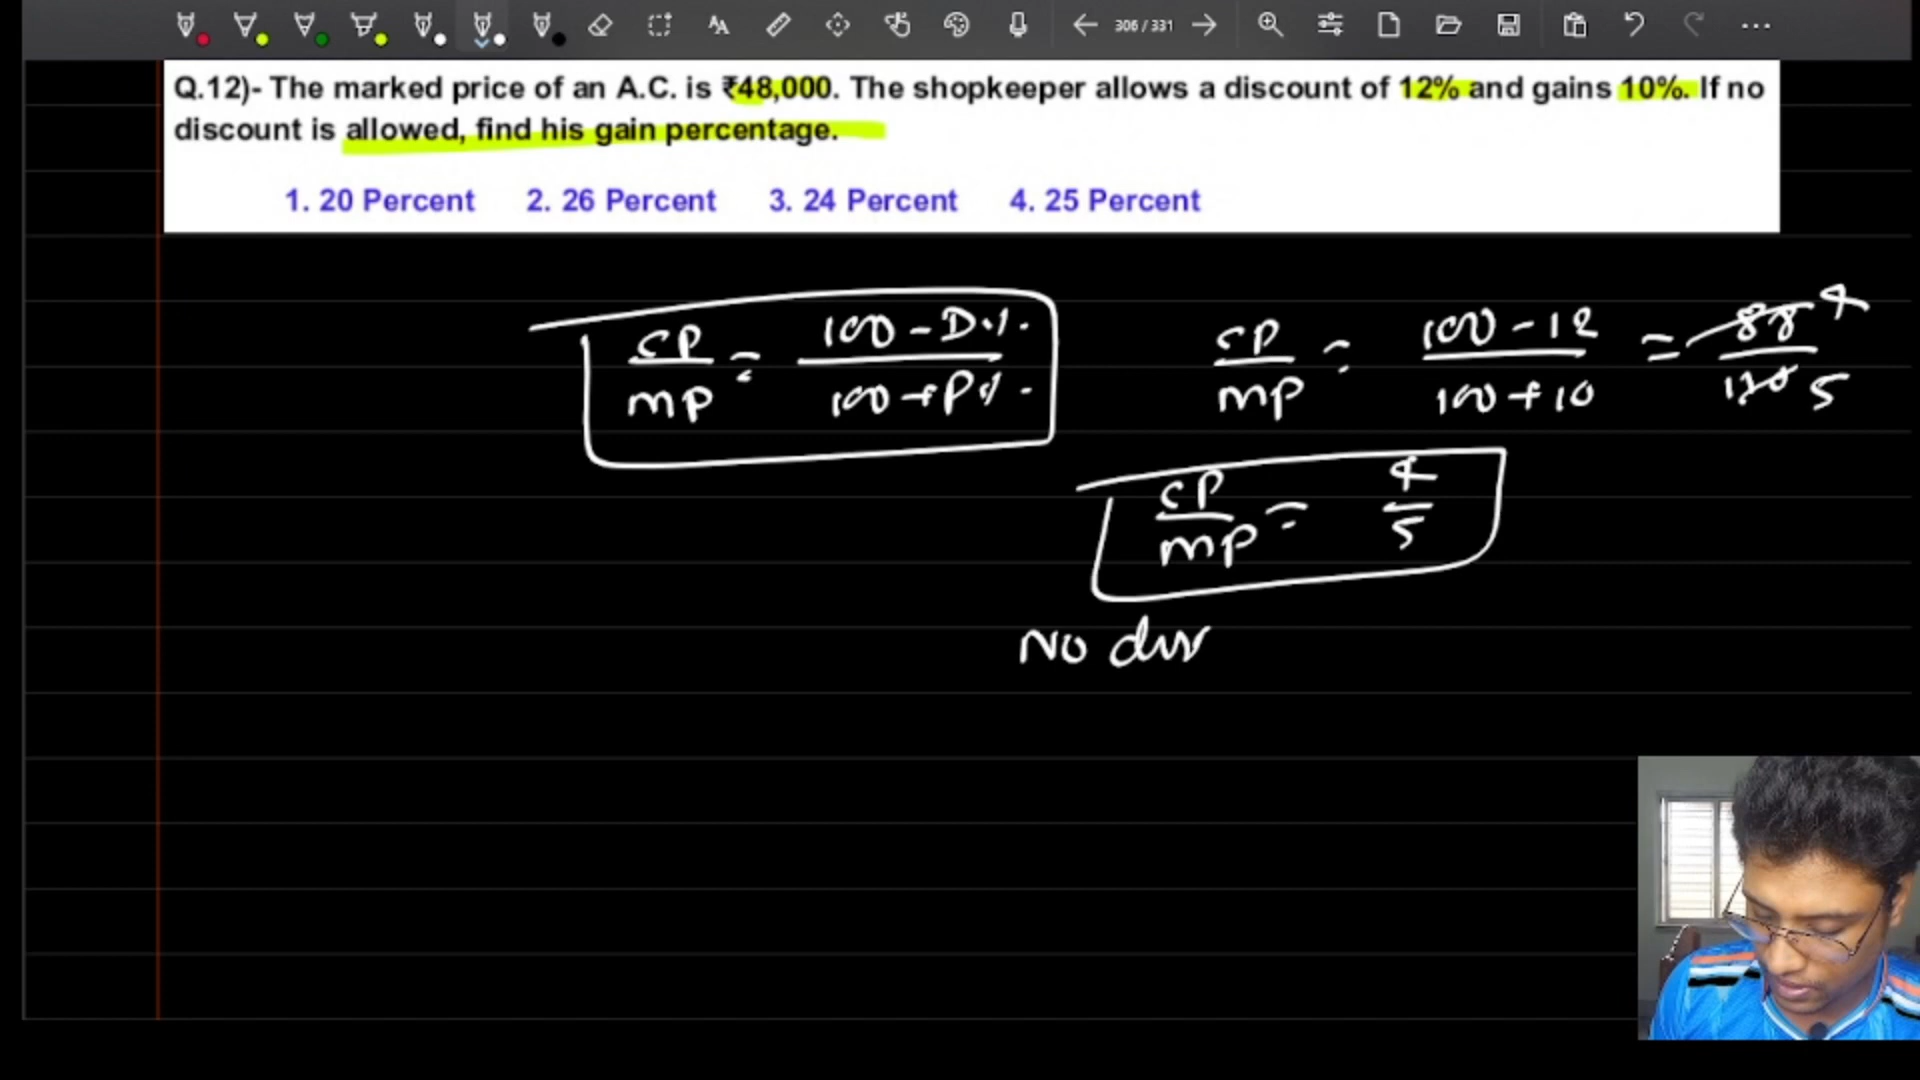 306 / 331
Q.12)- The marked price of an A.C. is ₹48,000. The shopkeeper allows a discount of 12% and gains 10%. If no
discount is allowed, find his gain percentage.
1. 20 Percent 2. 26 Percent 3. 24 Percent 4. 25 Percent
CP/MP = 100 - D%/100 + P%
CP/MP = 100 - 12/100 + 10 = 88/110 4/5
CP/MP = 4/5
No dis